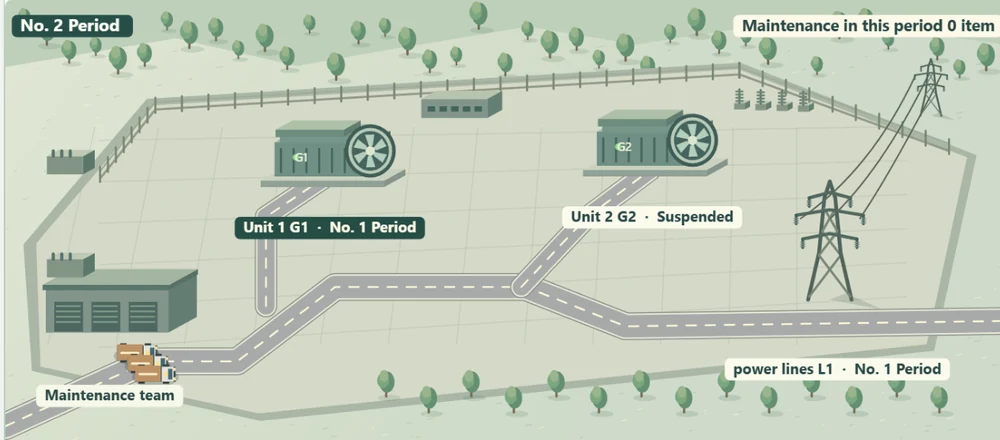 No. 2 Period
Maintenance in this period 0 item
G1
G2
Unit 1 G1 · No. 1 Period
Unit 2 G2 · Suspended
power lines L1 · No. 1 Period
Maintenance team